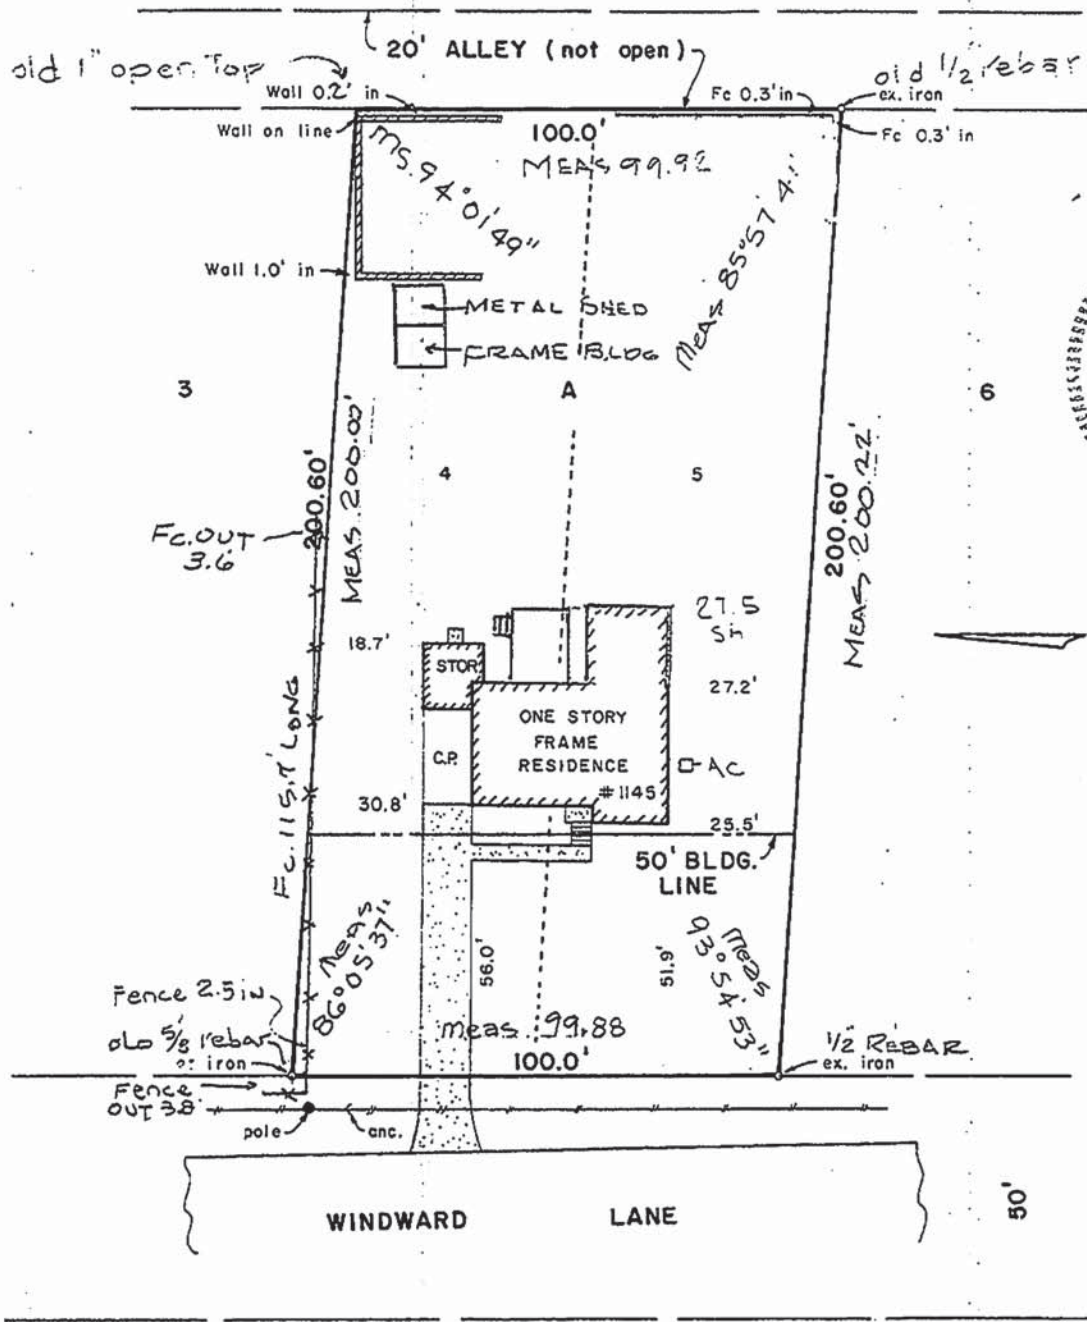 20' ALLEY (not open)
old 1" open Top
old 1/2 rebar
Wall 0.2' in
Fc 0.3' in
ex. iron
Wall on line
100.0'
Fc 0.3' in
MEAS 99.92
MS. 94°01'49"
MEAS 85°57'41"
Wall 1.0' in
METAL SHED
FRAME BLDG
3
A
6
4
5
200.60'
MEAS. 200.00'
200.60'
MEAS 200.22'
Fc. OUT
3.6
27.5
Sh
18.7'
STOR
27.2'
ONE STORY
FRAME
RESIDENCE
#1145
C.P.
AC
Fc. 115.7' LONG
30.8'
25.5'
50' BLDG.
LINE
MEAS
86°05'37"
56.0'
51.9'
MEAS
93°54'53"
Fence 2.5 in
old 5/8 rebar
iron
meas. 99.88
100.0'
1/2" REBAR
ex. iron
Fence
OUT 3.8
pole
anc.
WINDWARD LANE
50'